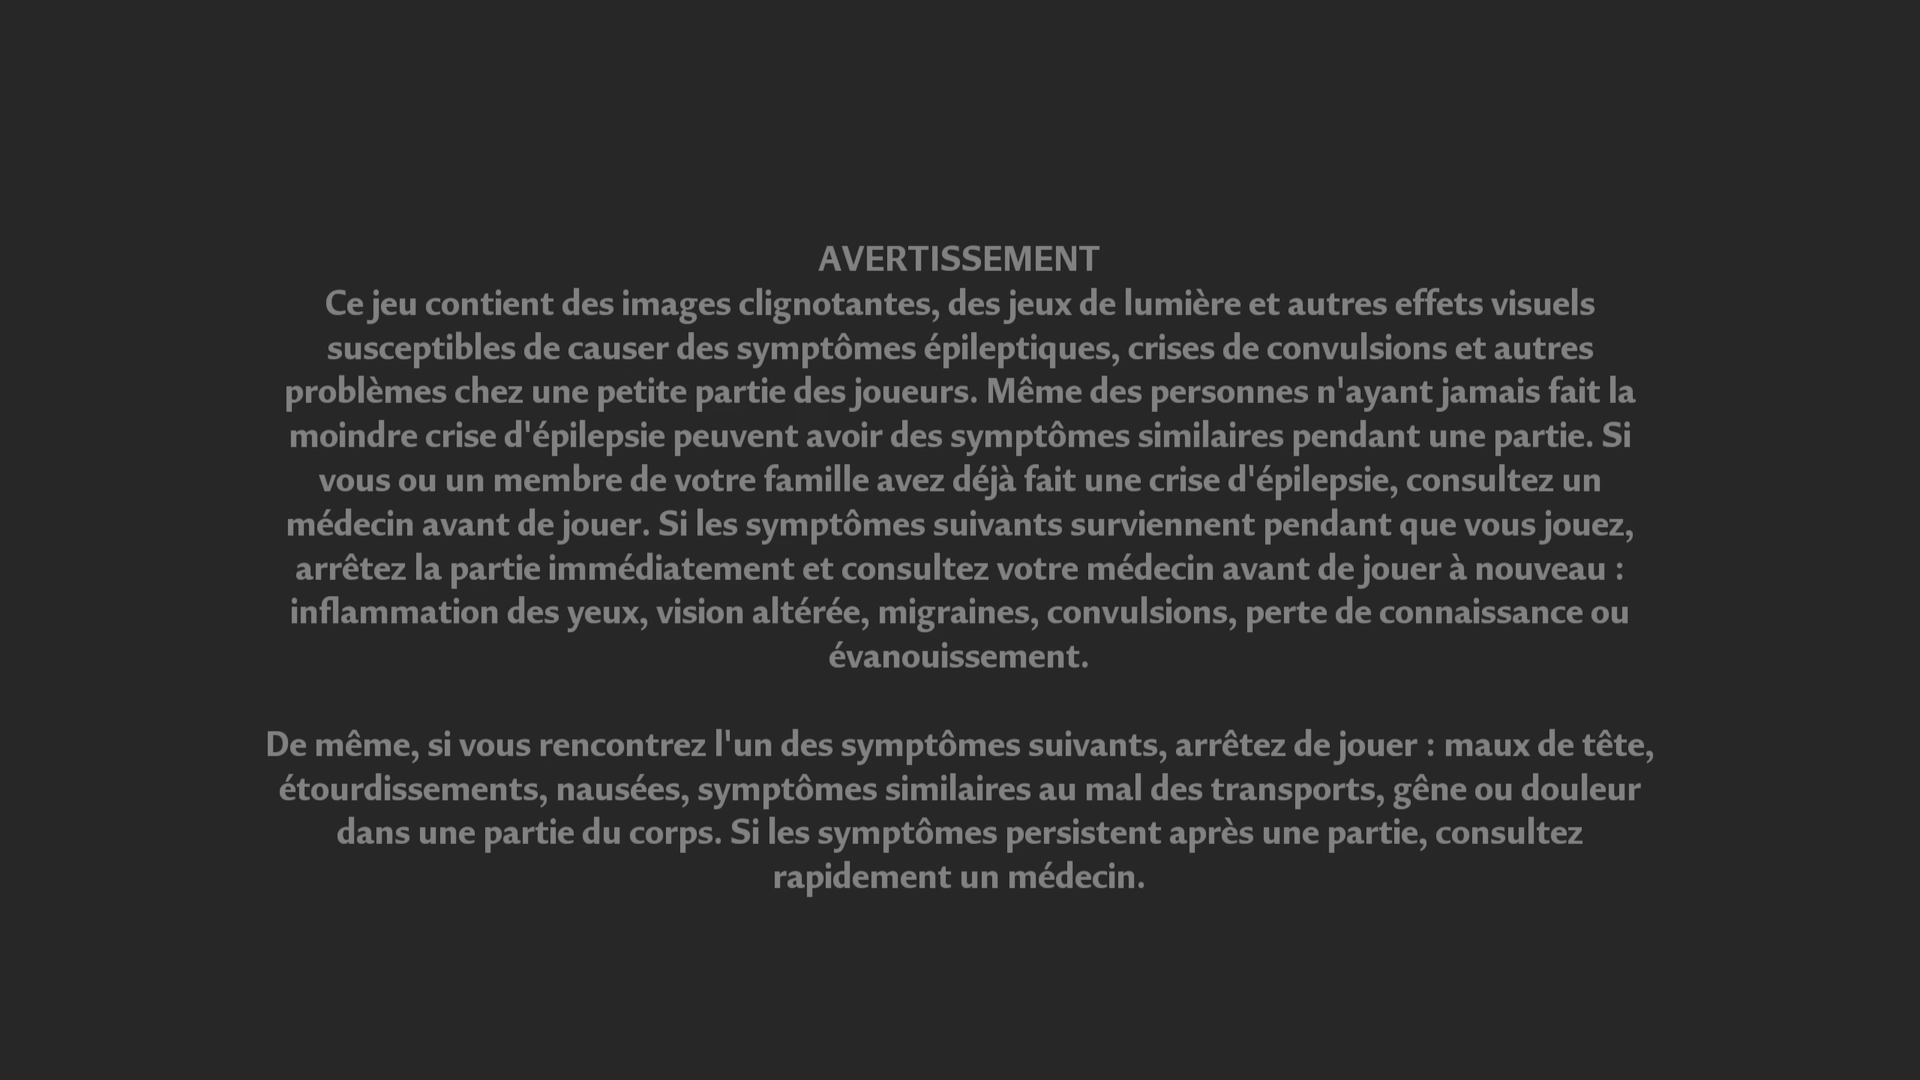 AVERTISSEMENT
Ce jeu contient des images clignotantes, des jeux de lumière et autres effets visuels
susceptibles de causer des symptômes épileptiques, crises de convulsions et autres
problèmes chez une petite partie des joueurs. Même des personnes n'ayant jamais fait la
moindre crise d'épilepsie peuvent avoir des symptômes similaires pendant une partie. Si
vous ou un membre de votre famille avez déjà fait une crise d'épilepsie, consultez un
médecin avant de jouer. Si les symptômes suivants surviennent pendant que vous jouez,
arrêtez la partie immédiatement et consultez votre médecin avant de jouer à nouveau :
inflammation des yeux, vision altérée, migraines, convulsions, perte de connaissance ou
évanouissement.
De même, si vous rencontrez l'un des symptômes suivants, arrêtez de jouer : maux de tête,
étourdissements, nausées, symptômes similaires au mal des transports, gêne ou douleur
dans une partie du corps. Si les symptômes persistent après une partie, consultez
rapidement un médecin.